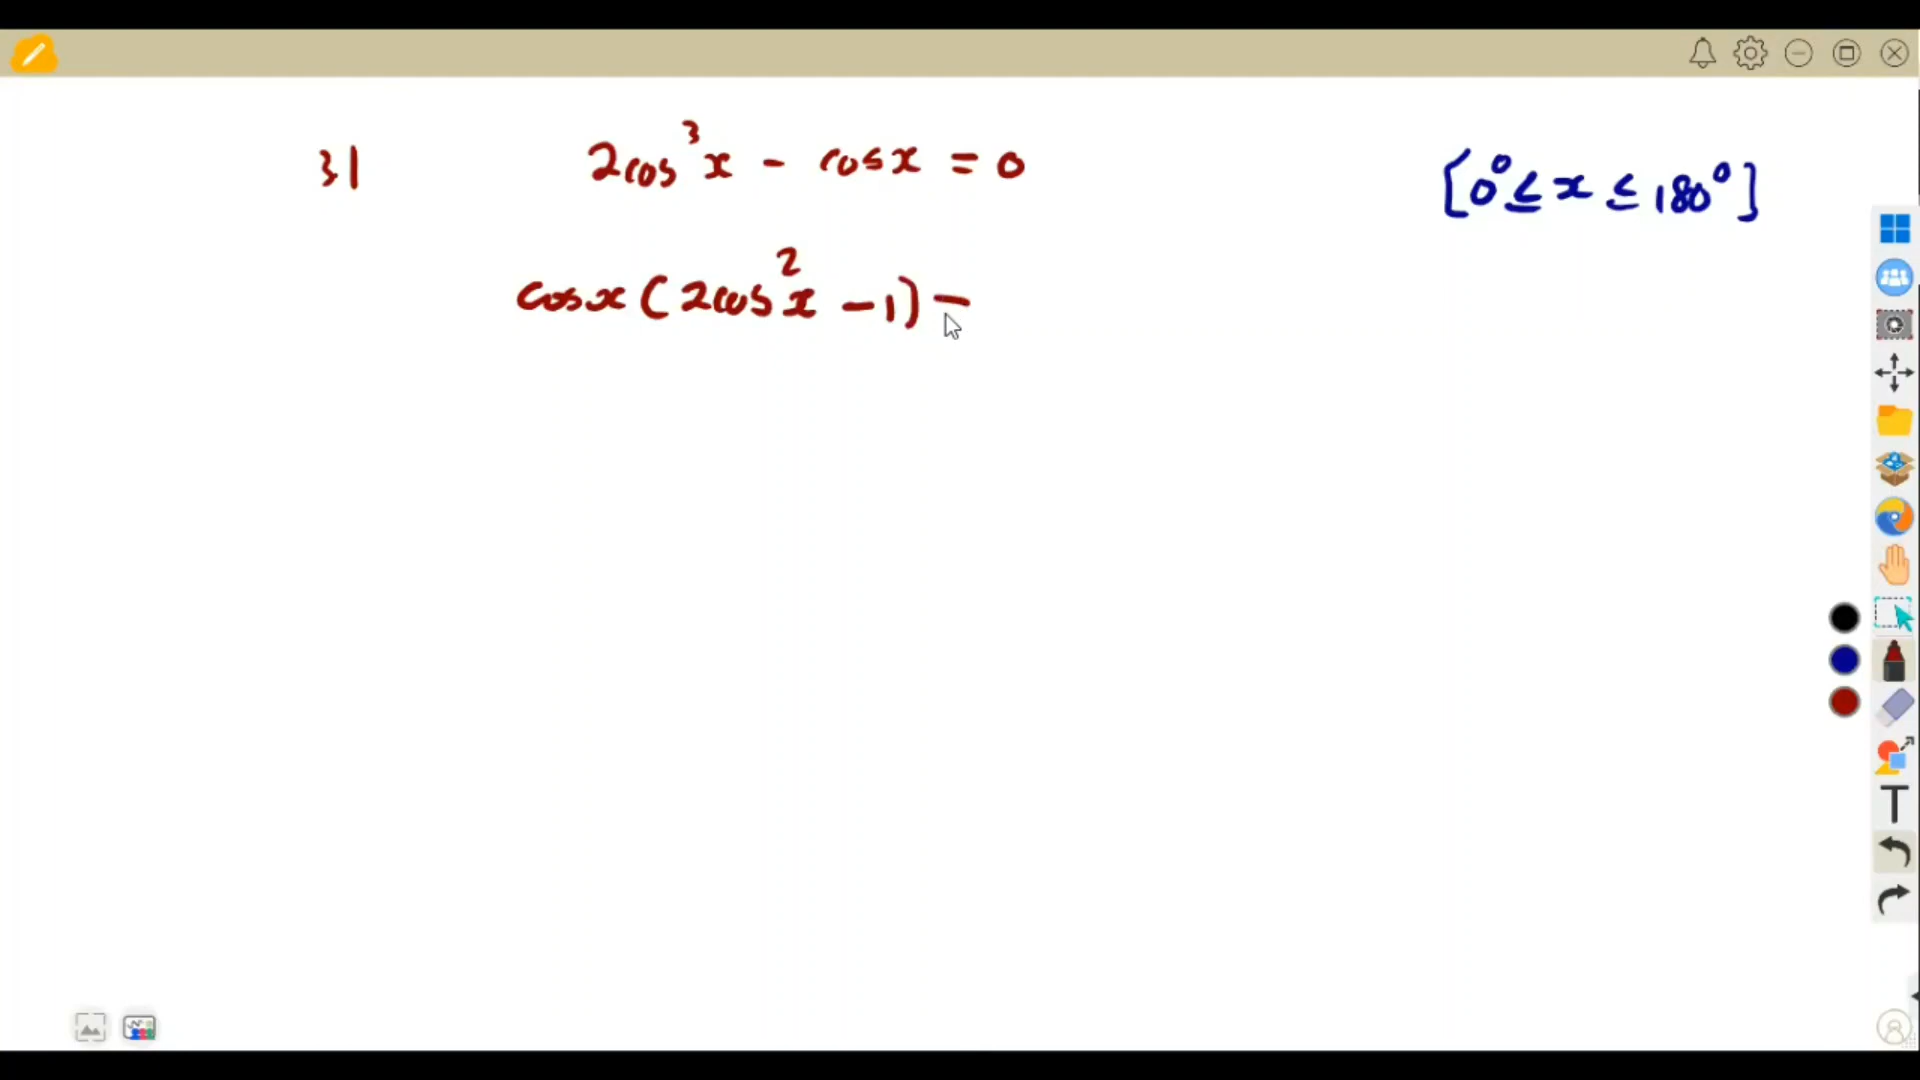 31 2cos³x - cosx = 0 [0° ≤ x ≤ 180°]
cosx(2cos²x - 1) -
T